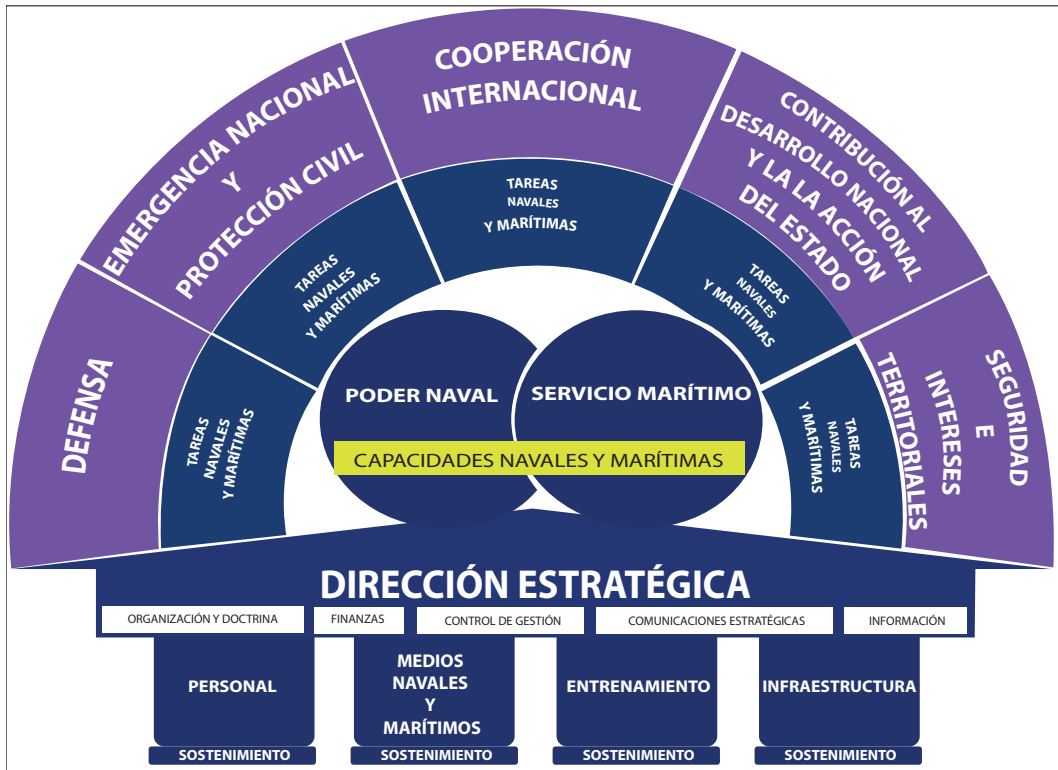 DEFENSA
EMERGENCIA NACIONAL
Y
PROTECCIÓN CIVIL
COOPERACIÓN
INTERNACIONAL
CONTRIBUCIÓN AL
DESARROLLO NACIONAL
Y LA LA ACCIÓN
DEL ESTADO
SEGURIDAD
E
INTERESES
TERRITORIALES
TAREAS
NAVALES
Y MARÍTIMAS
TAREAS
NAVALES
Y MARÍTIMAS
TAREAS
NAVALES
Y MARÍTIMAS
TAREAS
NAVALES
Y MARÍTIMAS
TAREAS
NAVALES
Y MARÍTIMAS
PODER NAVAL
SERVICIO MARÍTIMO
CAPACIDADES NAVALES Y MARÍTIMAS
DIRECCIÓN ESTRATÉGICA
ORGANIZACIÓN Y DOCTRINA
FINANZAS
CONTROL DE GESTIÓN
COMUNICACIONES ESTRATÉGICAS
INFORMACIÓN
PERSONAL
MEDIOS
NAVALES
Y
MARÍTIMOS
ENTRENAMIENTO
INFRAESTRUCTURA
SOSTENIMIENTO
SOSTENIMIENTO
SOSTENIMIENTO
SOSTENIMIENTO